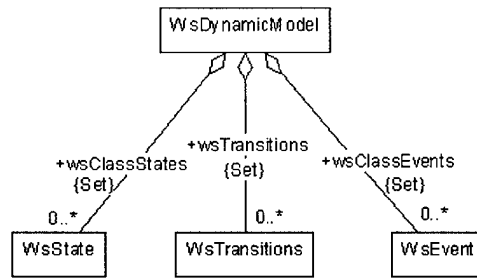 WsDynamicModel
+wsTransitions
{Set}
+wsClassStates
{Set}
+wsClassEvents
{Set}
0..*
0..*
0..*
WsState
WsTransitions
WsEvent